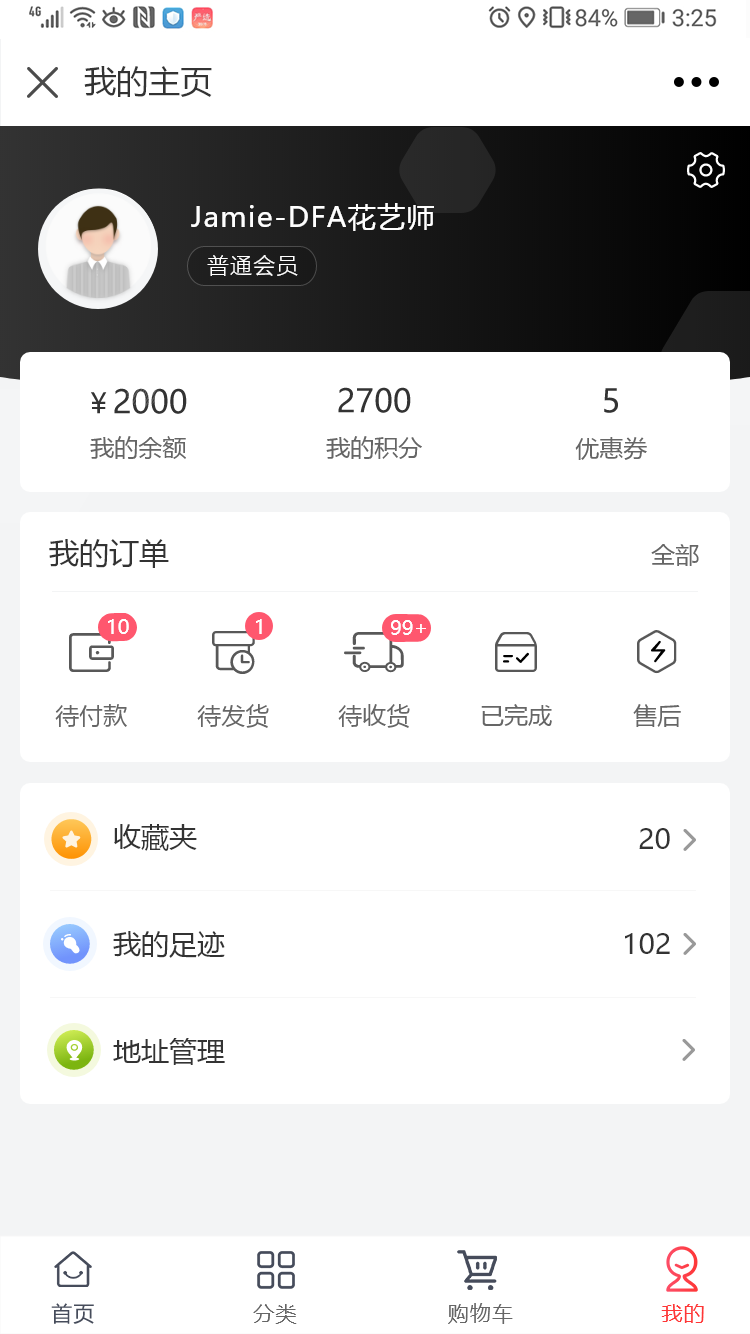 4G 84% 3:25
我的主页
Jamie-DFA花艺师
普通会员
¥2000 2700 5
我的余额 我的积分 优惠券
我的订单 全部
10 1 99+
待付款 待发货 待收货 已完成 售后
收藏夹 20
我的足迹 102
地址管理
首页 分类 购物车 我的